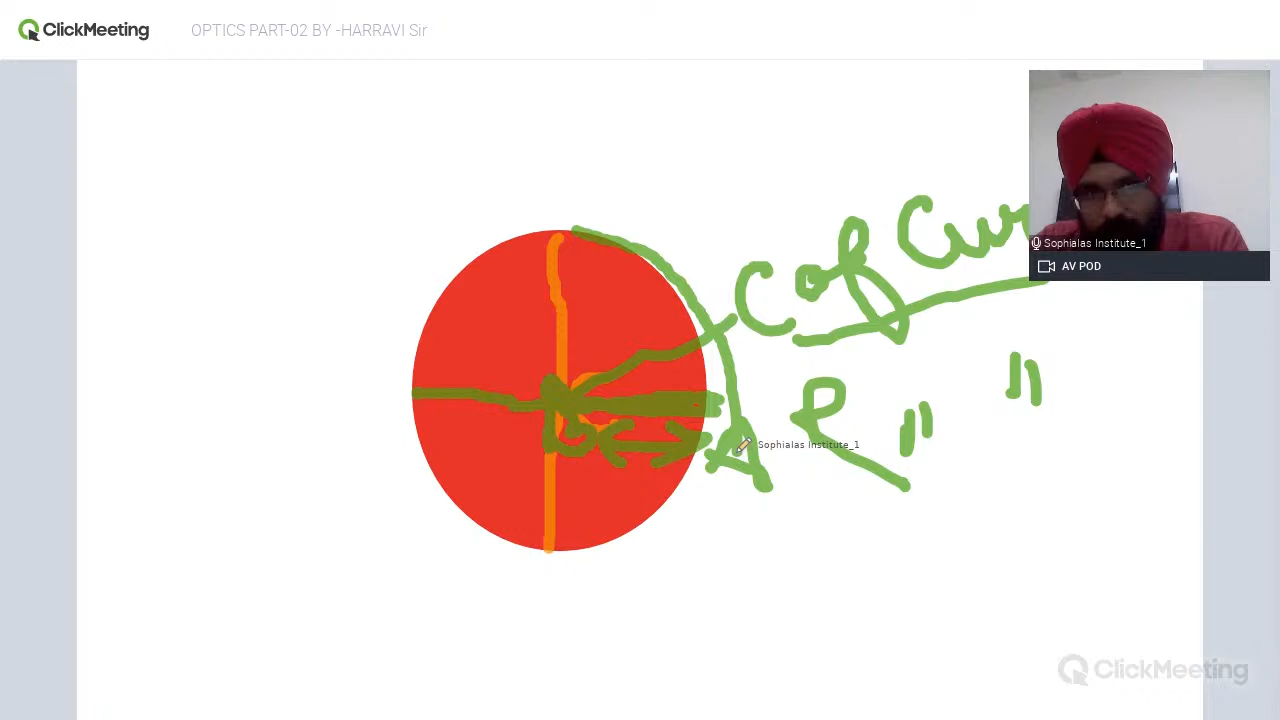 ClickMeeting OPTICS PART-02 BY -HARRAVI Sir
C of Cur
Sophialas Institute_1
AV POD
R " "
A Sophialas Institute_1
ClickMeeting